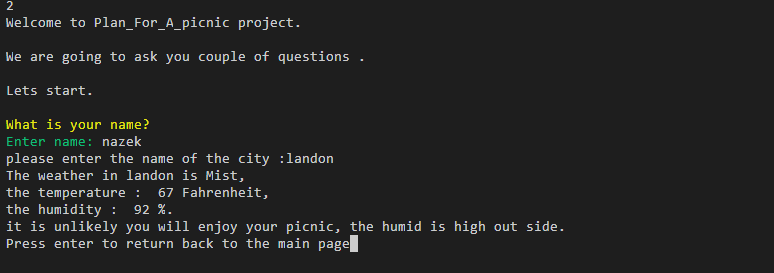 2
Welcome to Plan_For_A_picnic project.
We are going to ask you couple of questions .
Lets start.
What is your name?
Enter name: nazek
please enter the name of the city :landon
The weather in landon is Mist,
the temperature :  67 Fahrenheit,
the humidity :  92 %.
it is unlikely you will enjoy your picnic, the humid is high out side.
Press enter to return back to the main page